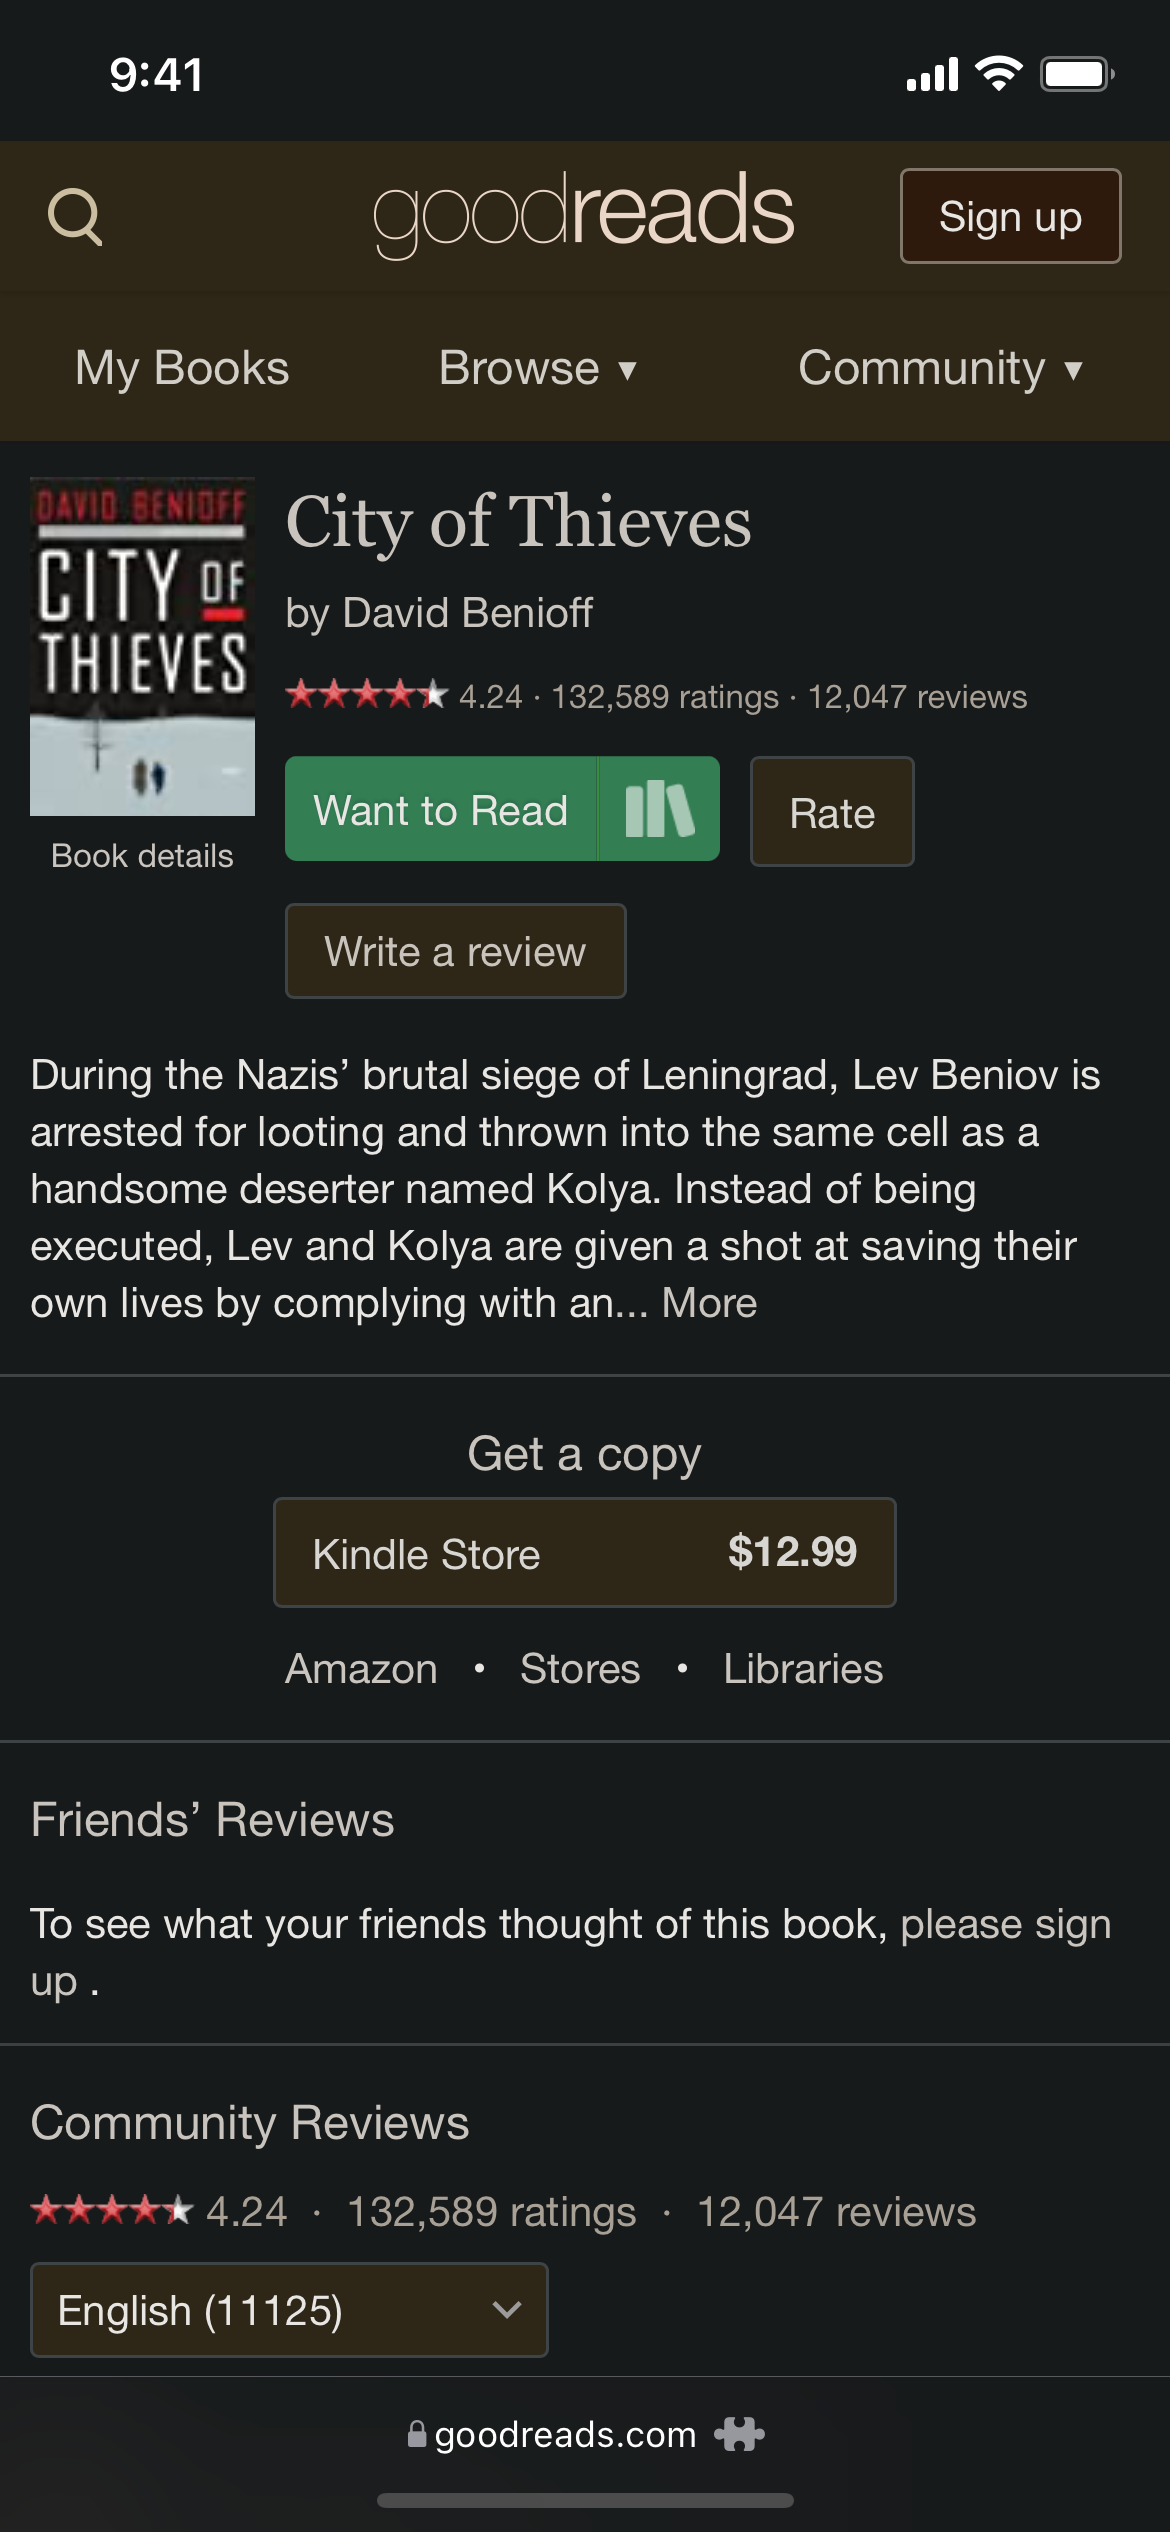 9:41
goodreads
Sign up
My Books
Browse ▼
Community ▼
DAVID BENIOFF
CITY OF
THIEVES
Book details
City of Thieves
by David Benioff
4.24 · 132,589 ratings · 12,047 reviews
Want to Read
Rate
Write a review
During the Nazis’ brutal siege of Leningrad, Lev Beniov is
arrested for looting and thrown into the same cell as a
handsome deserter named Kolya. Instead of being
executed, Lev and Kolya are given a shot at saving their
own lives by complying with an... More
Get a copy
Kindle Store $12.99
Amazon • Stores • Libraries
Friends’ Reviews
To see what your friends thought of this book, please sign
up .
Community Reviews
4.24 · 132,589 ratings · 12,047 reviews
English (11125)
goodreads.com